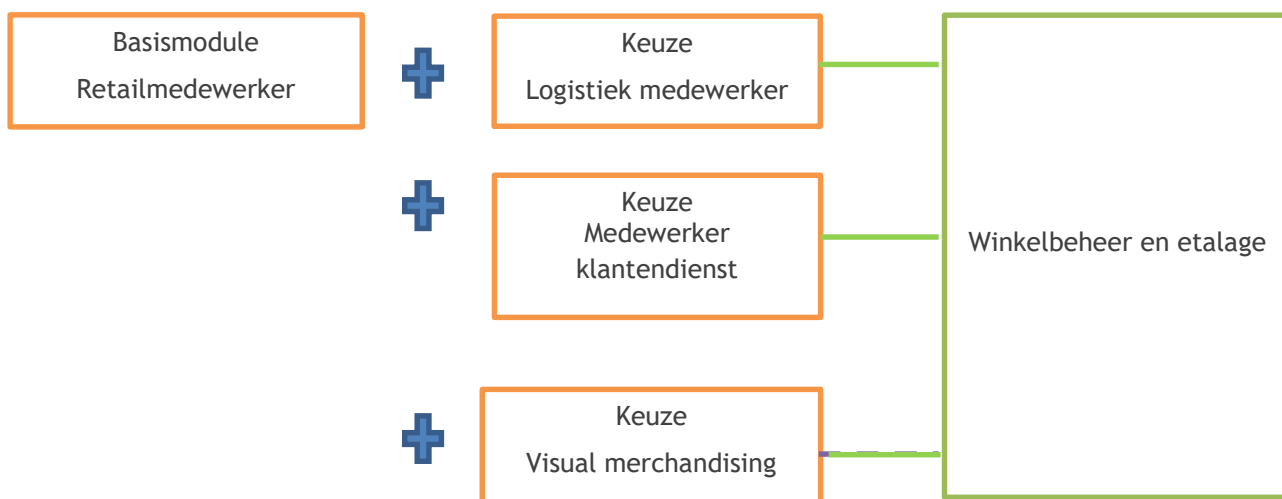 Basismodule
Retailmedewerker
Keuze
Logistiek medewerker
Keuze
Medewerker
klantendienst
Keuze
Visual merchandising
Winkelbeheer en etalage